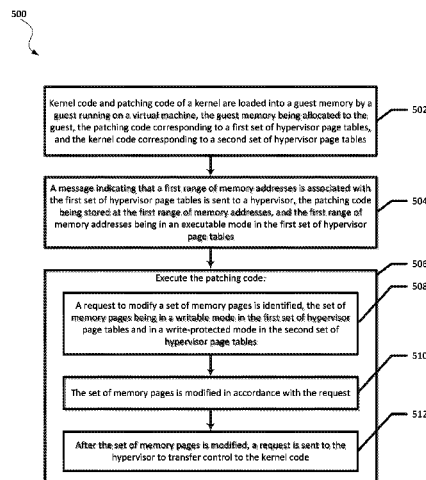 500
Kernel code and patching code of a kernel are loaded into a guest memory by a
guest running on a virtual machine, the guest memory being allocated to the
guest, the patching code corresponding to a first set of hypervisor page tables,
and the kernel code corresponding to a second set of hypervisor page tables
502
A message indicating that a first range of memory addresses is associated with
the first set of hypervisor page tables is sent to a hypervisor, the patching code
being stored at the first range of memory addresses, and the first range of
memory addresses being in an executable mode in the first set of hypervisor
page tables
504
506
Execute the patching code:
508
A request to modify a set of memory pages is identified, the set of
memory pages being in a writable mode in the first set of hypervisor
page tables and in a write-protected mode in the second set of
hypervisor page tables
510
The set of memory pages is modified in accordance with the request
512
After the set of memory pages is modified, a request is sent to the
hypervisor to transfer control to the kernel code